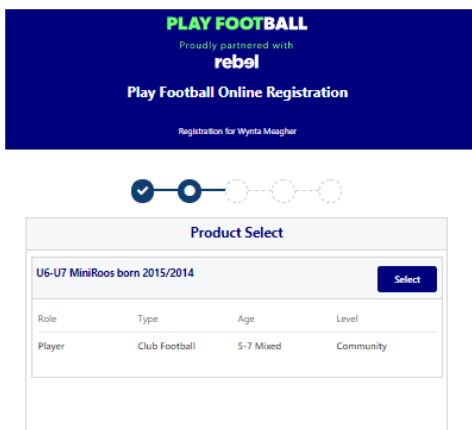 PLAY FOOTBALL
Proudly partnered with
rebel
Play Football Online Registration
Registration for Wynta Meagher
Product Select
U6-U7 MiniRoos born 2015/2014
Select
Role Type Age Level
Player Club Football 5-7 Mixed Community